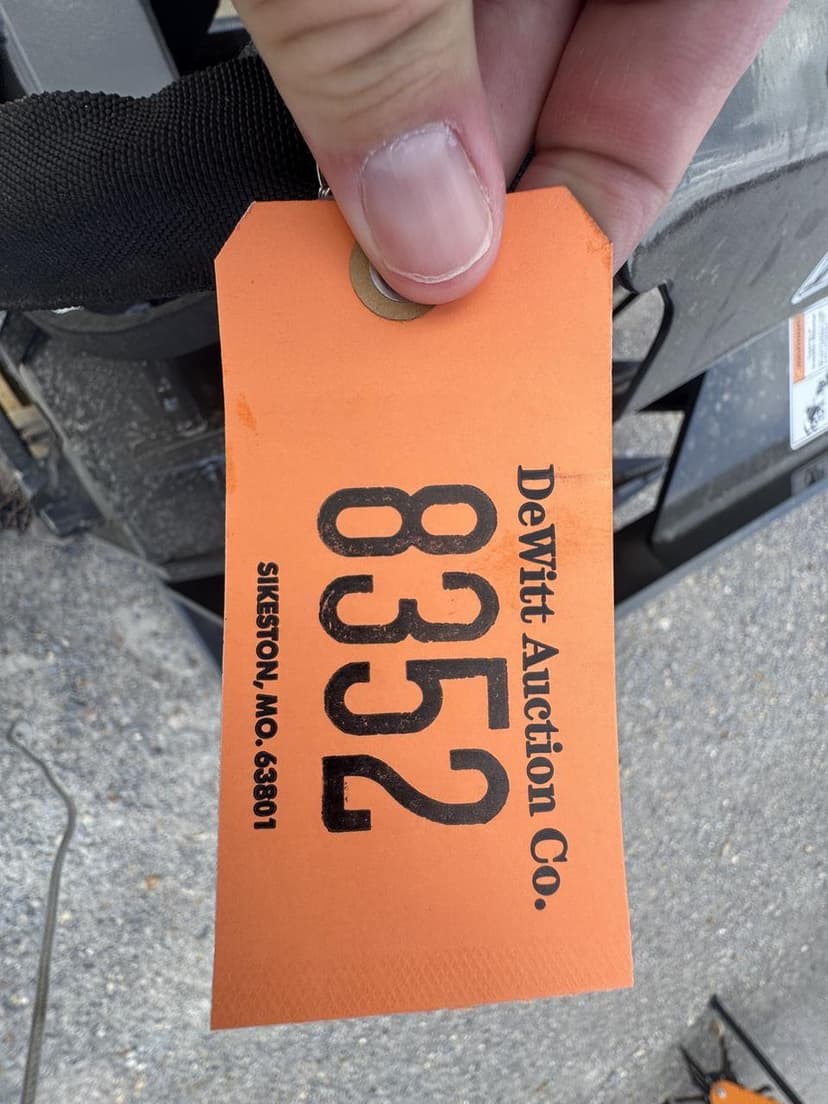 DeWitt Auction Co.
8352
SIKESTON, MO. 63801